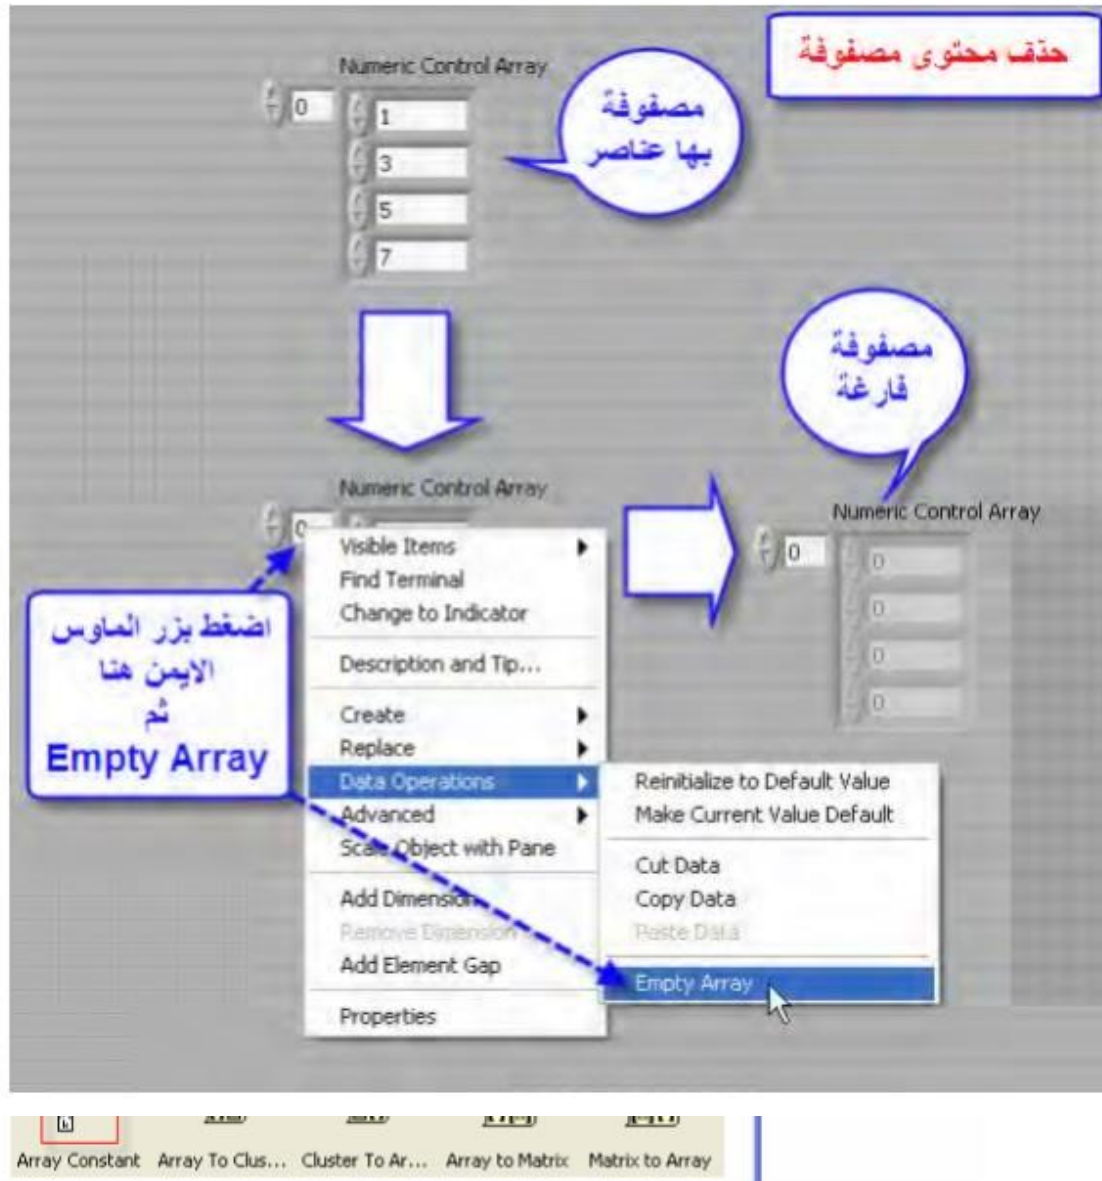 حذف محتوى مصفوفة
Numeric Control Array
0
1
3
5
7
مصفوفة
بها عناصر
مصفوفة
فارغة
Numeric Control Array
0
Numeric Control Array
0
0
0
0
0
اضغط بزر الماوس
الايمن هنا
ثم
Empty Array
Visible Items
Find Terminal
Change to Indicator
Description and Tip...
Create
Replace
Data Operations
Advanced
Scale Object with Pane
Add Dimension
Remove Dimension
Add Element Gap
Properties
Reinitialize to Default Value
Make Current Value Default
Cut Data
Copy Data
Paste Data
Empty Array
Array Constant Array To Clus... Cluster To Ar... Array to Matrix Matrix to Array